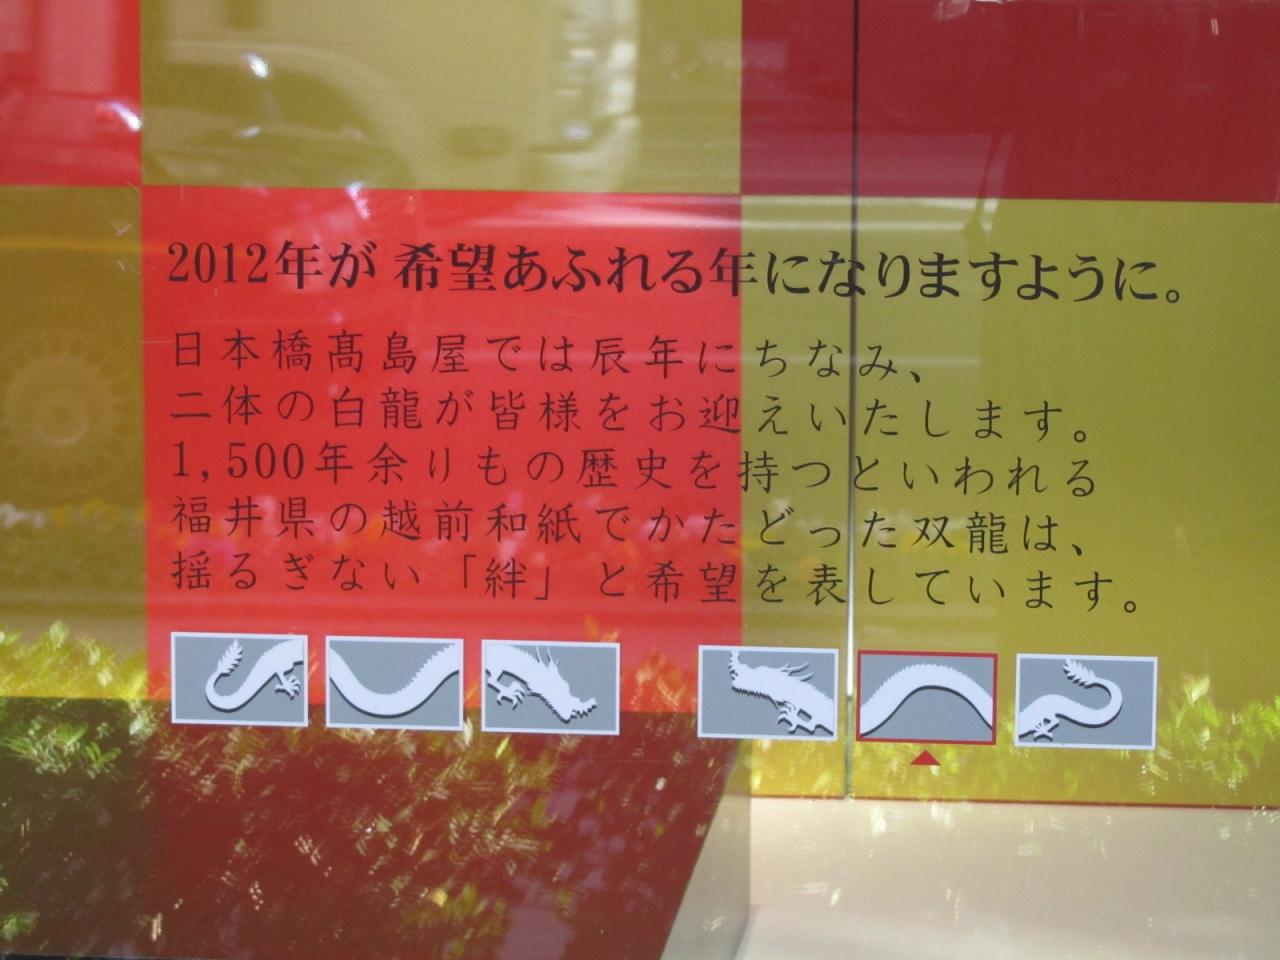 2012年が 希望あふれる年になりますように。
日本橋髙島屋では辰年にちなみ、
二体の白龍が皆様をお迎えいたします。
1,500年余りもの歴史を持つといわれる
福井県の越前和紙でかたどった双龍は、
揺るぎない「絆」と希望を表しています。